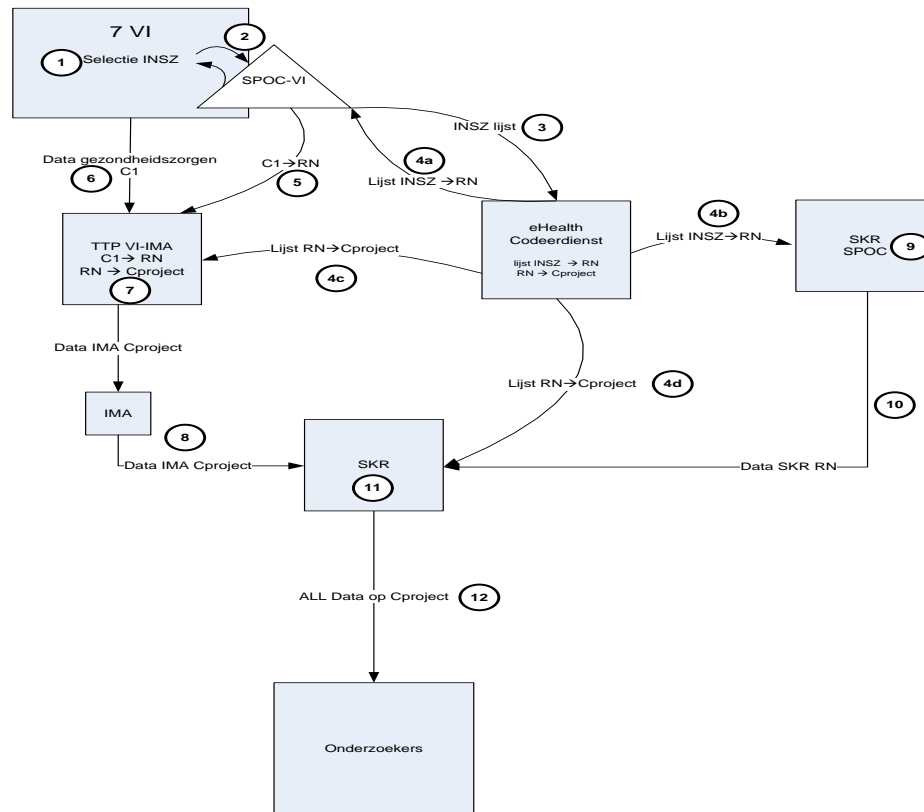 7 VI
1
Selectie INSZ
2
SPOC-VI
INSZ lijst
3
4a
Lijst INSZ →RN
C1→RN
5
Data gezondheidszorgen
C1
6
4b
Lijst INSZ→RN
TTP VI-IMA
C1→ RN
RN → Cproject
7
Lijst RN→Cproject
4c
eHealth
Codeerdienst
lijst INSZ → RN
RN → Cproject
SKR
SPOC
9
Data IMA Cproject
Lijst RN→Cproject
4d
IMA
10
8
Data IMA Cproject
SKR
11
Data SKR RN
ALL Data op Cproject
12
Onderzoekers